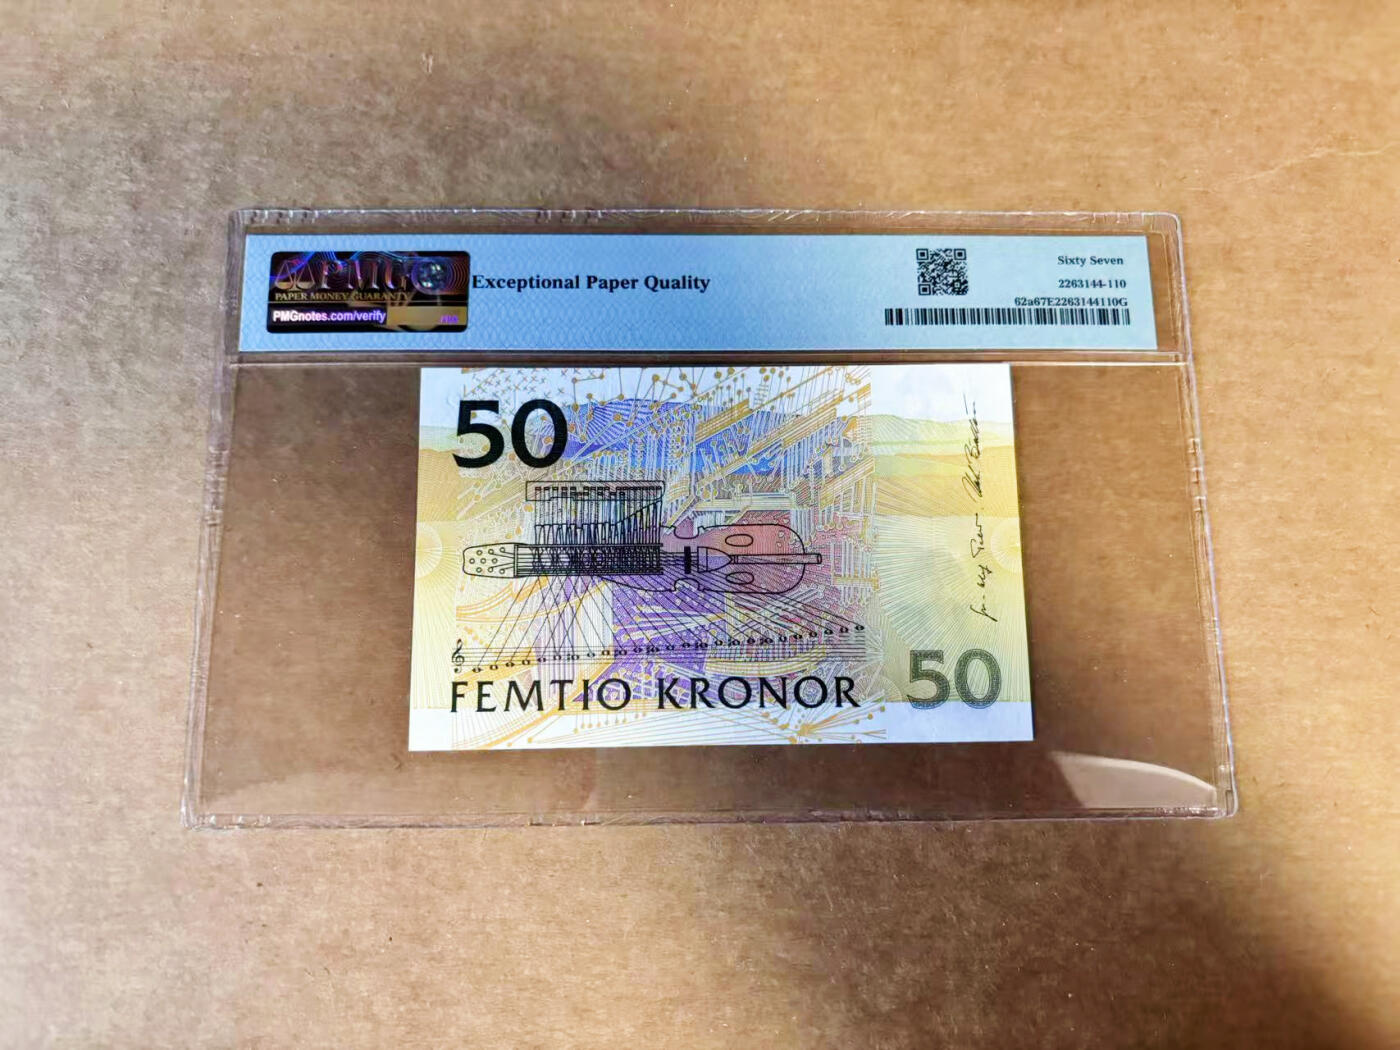 PMG
PAPER MONEY GUARANTY
PMGnotes.com/verify
Exceptional Paper Quality
Sixty Seven
2263144-110
62a67E2263144110G
50
FEMTIO KRONOR
50